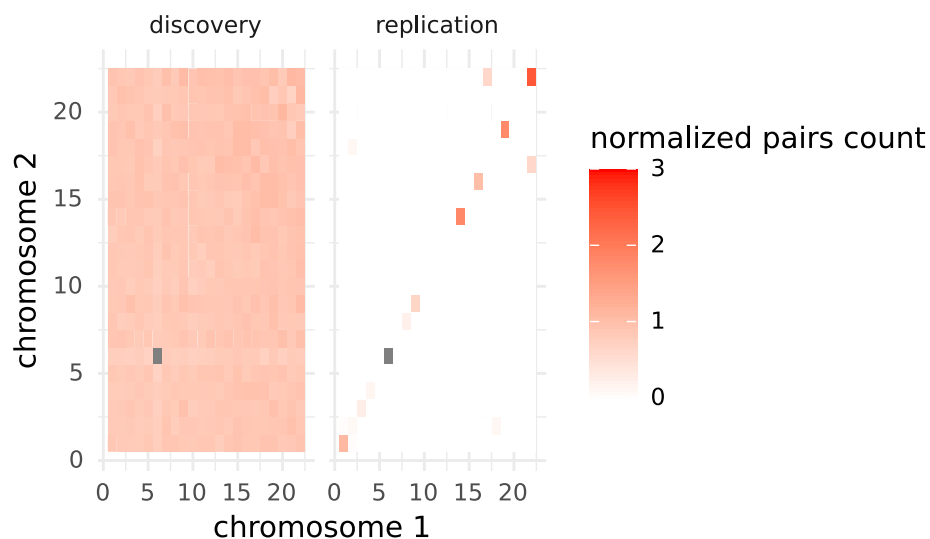 discovery
replication
normalized pairs count
3
2
1
0
chromosome 2
20
15
10
5
0
0 5 10 15 20
0 5 10 15 20
chromosome 1